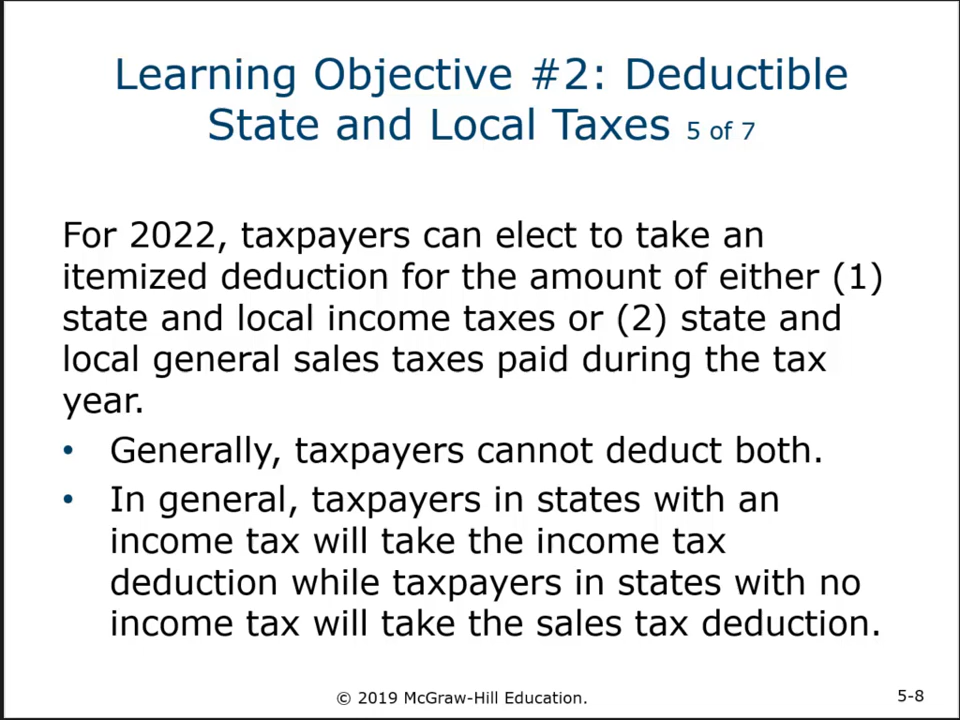 Learning Objective #2: Deductible
State and Local Taxes 5 of 7
For 2022, taxpayers can elect to take an
itemized deduction for the amount of either (1)
state and local income taxes or (2) state and
local general sales taxes paid during the tax
year.
• Generally, taxpayers cannot deduct both.
• In general, taxpayers in states with an
income tax will take the income tax
deduction while taxpayers in states with no
income tax will take the sales tax deduction.
© 2019 McGraw-Hill Education.
5-8